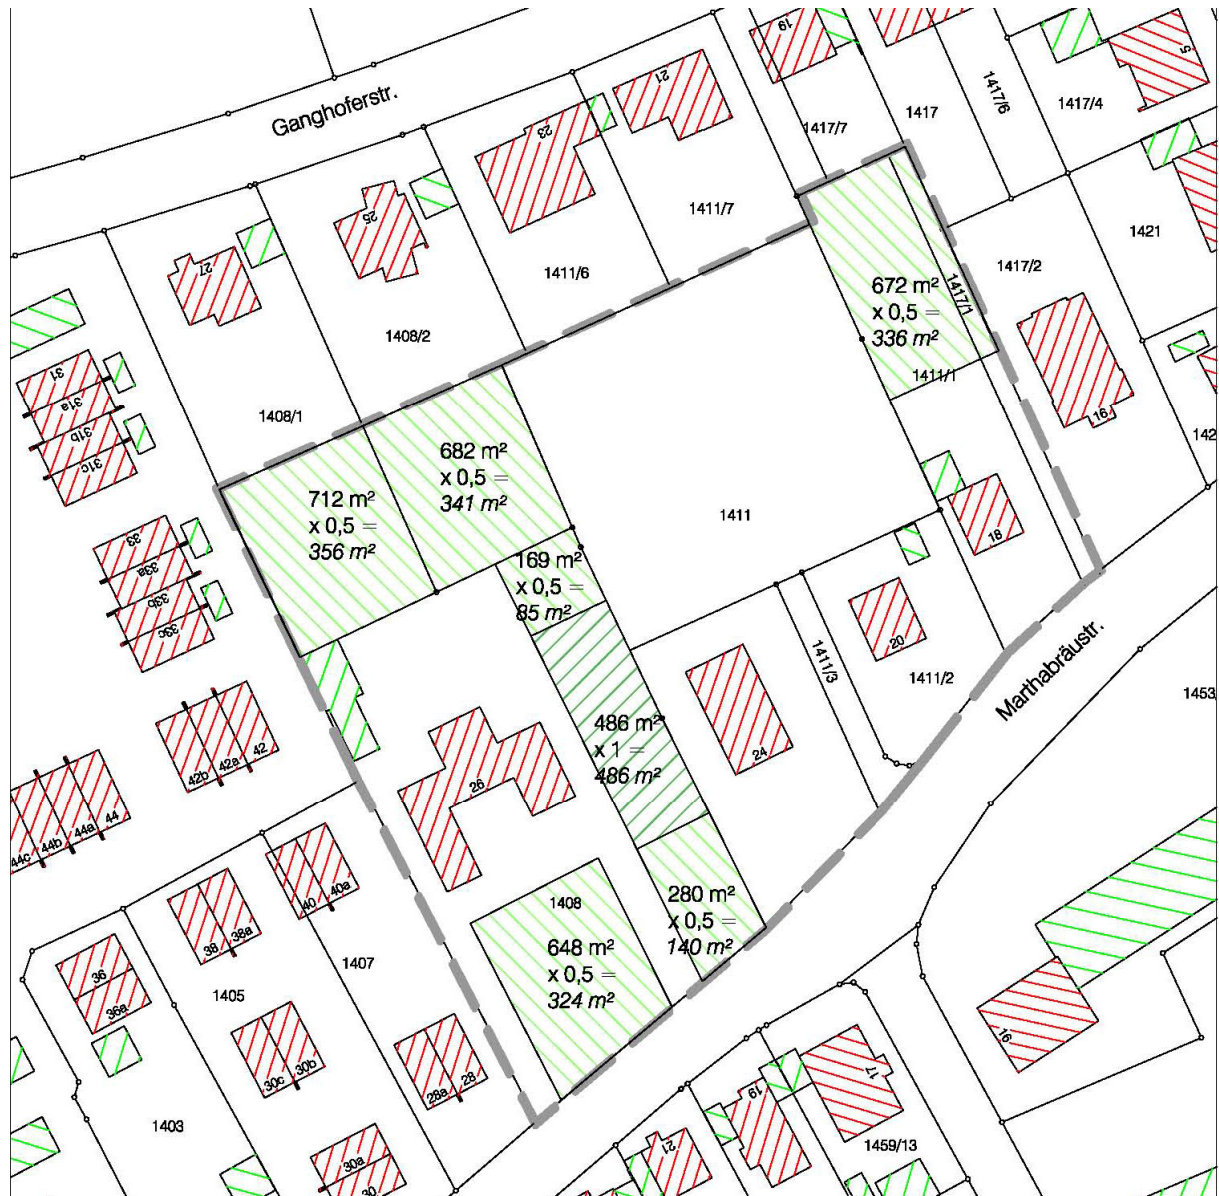 Ganghoferstr.
19
5
21
23
25
27
1417/7
1417
1417/6
1417/4
1411/7
1411/6
1408/2
1408/1
1421
1417/2
1417/1
672 m²
x 0,5 =
336 m²
1411/1
16
142
31
31a
31b
31c
682 m²
x 0,5 =
341 m²
712 m²
x 0,5 =
356 m²
1411
18
33
33a
33b
33c
169 m²
x 0,5 =
85 m²
20
1411/3
1411/2
Marthabräustr.
1453
24
486 m²
x 1 =
486 m²
42b
42a
42
26
44c
44b
44a
44
40
40a
38
38a
1408
280 m²
x 0,5 =
140 m²
648 m²
x 0,5 =
324 m²
1407
1405
36
36a
30c
30b
28a
28
16
17
19
21
1403
1459/13
30a
30